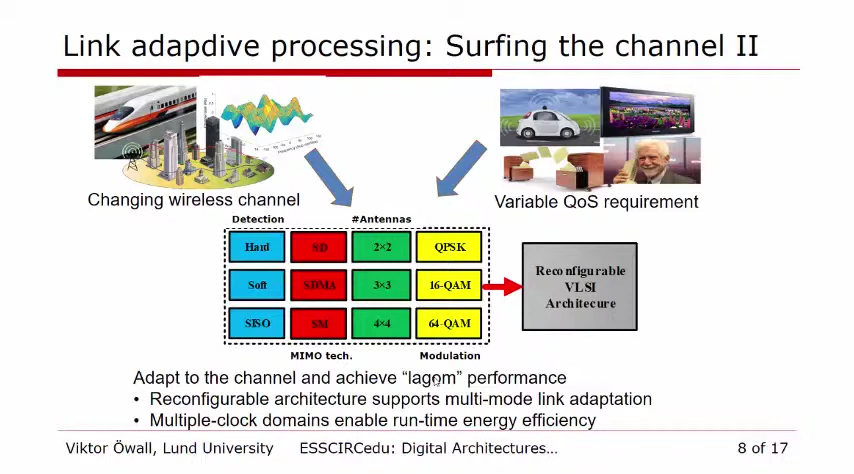 Link adapdive processing: Surfing the channel II
Changing wireless channel
Variable QoS requirement
Detection
#Antennas
Hard
SD
2×2
QPSK
Soft
SDMA
3×3
16-QAM
SISO
SM
4×4
64-QAM
MIMO tech.
Modulation
Reconfigurable
VLSI
Architecure
Adapt to the channel and achieve “lagom” performance
• Reconfigurable architecture supports multi-mode link adaptation
• Multiple-clock domains enable run-time energy efficiency
Viktor Öwall, Lund University
ESSCIRCedu: Digital Architectures…
8 of 17